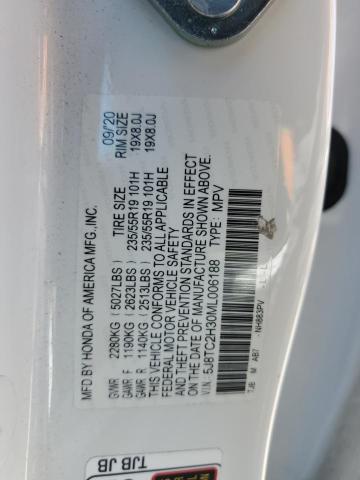 MFD BY HONDA OF AMERICA MFG.,INC. 09/20
TIRE SIZE RIM SIZE
GVWR 2280KG (5027LBS)
GAWR F 1190KG (2623LBS) 235/55R19 101H 19X8.0J
GAWR R 1140KG (2513LBS) 235/55R19 101H 19X8.0J
THIS VEHICLE CONFORMS TO ALL APPLICABLE
FEDERAL MOTOR VEHICLE SAFETY
AND THEFT PREVENTION STANDARDS IN EFFECT
ON THE DATE OF MANUFACTURE SHOWN ABOVE.
V.I.N. 5J8TC2H30ML006188 TYPE: MPV
NH883PV
TJB M AB7
TJB JB